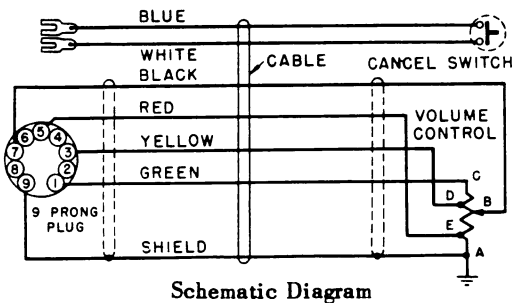 BLUE
WHITE
CABLE
CANCEL SWITCH
BLACK
RED
VOLUME
CONTROL
YELLOW
GREEN
5
6
4
7
3
8
2
9
1
C
D
B
E
A
9 PRONG
PLUG
SHIELD
Schematic Diagram